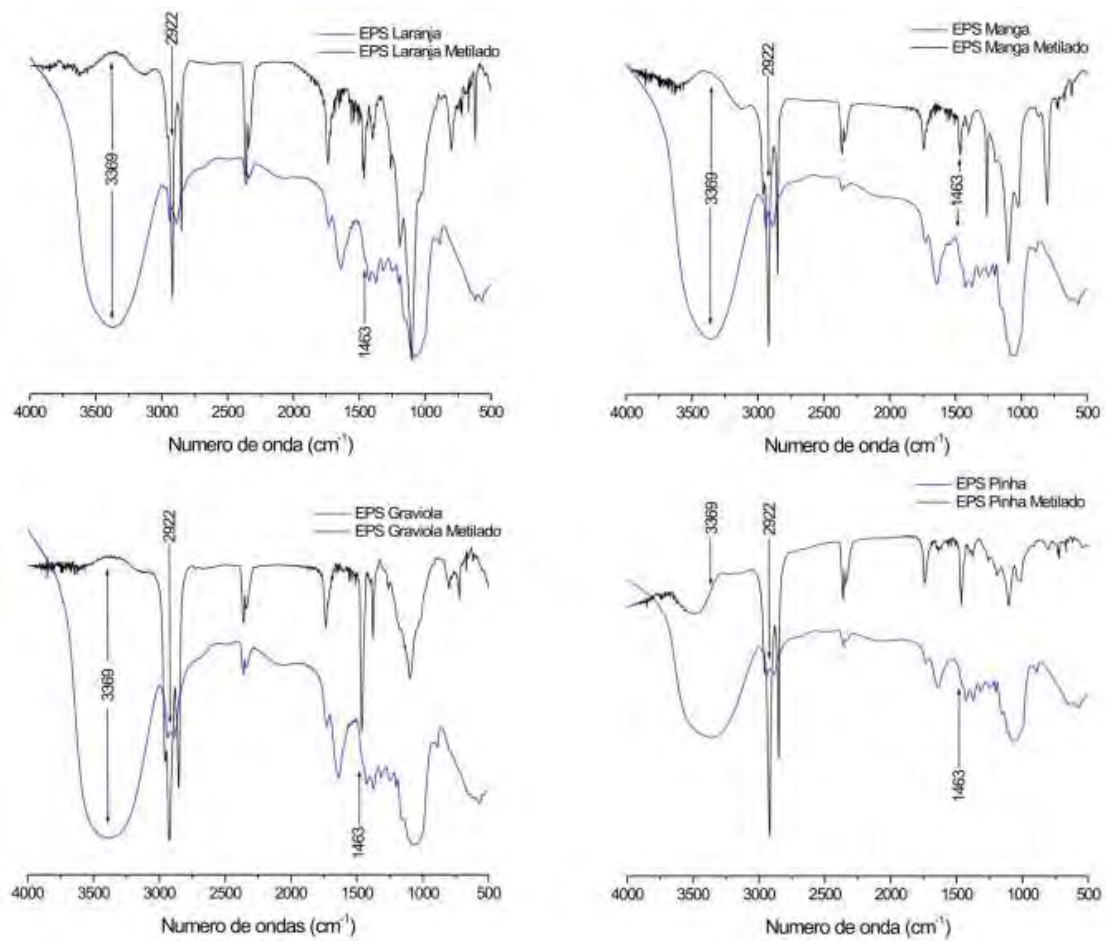 EPS Laranja
EPS Laranja Metilado
2922
3369
1463
4000 3500 3000 2500 2000 1500 1000 500
Numero de onda (cm-1)
EPS Manga
EPS Manga Metilado
2922
3369
1463
4000 3500 3000 2500 2000 1500 1000 500
Numero de onda (cm-1)
EPS Graviola
EPS Graviola Metilado
2922
3369
1463
4000 3500 3000 2500 2000 1500 1000 500
Numero de ondas (cm-1)
EPS Pinha
EPS Pinha Metilado
3369
2922
1463
4000 3500 3000 2500 2000 1500 1000 500
Numero de onda (cm-1)